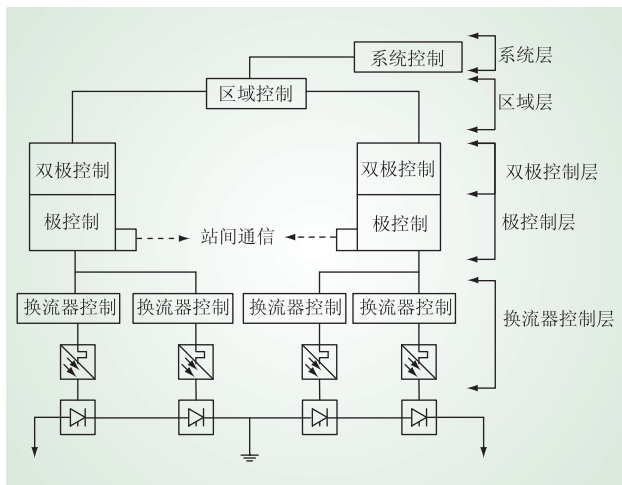 系统控制
系统层
区域控制
区域层
双极控制
双极控制
双极控制层
极控制
极控制
极控制层
站间通信
换流器控制
换流器控制
换流器控制
换流器控制
换流器控制层